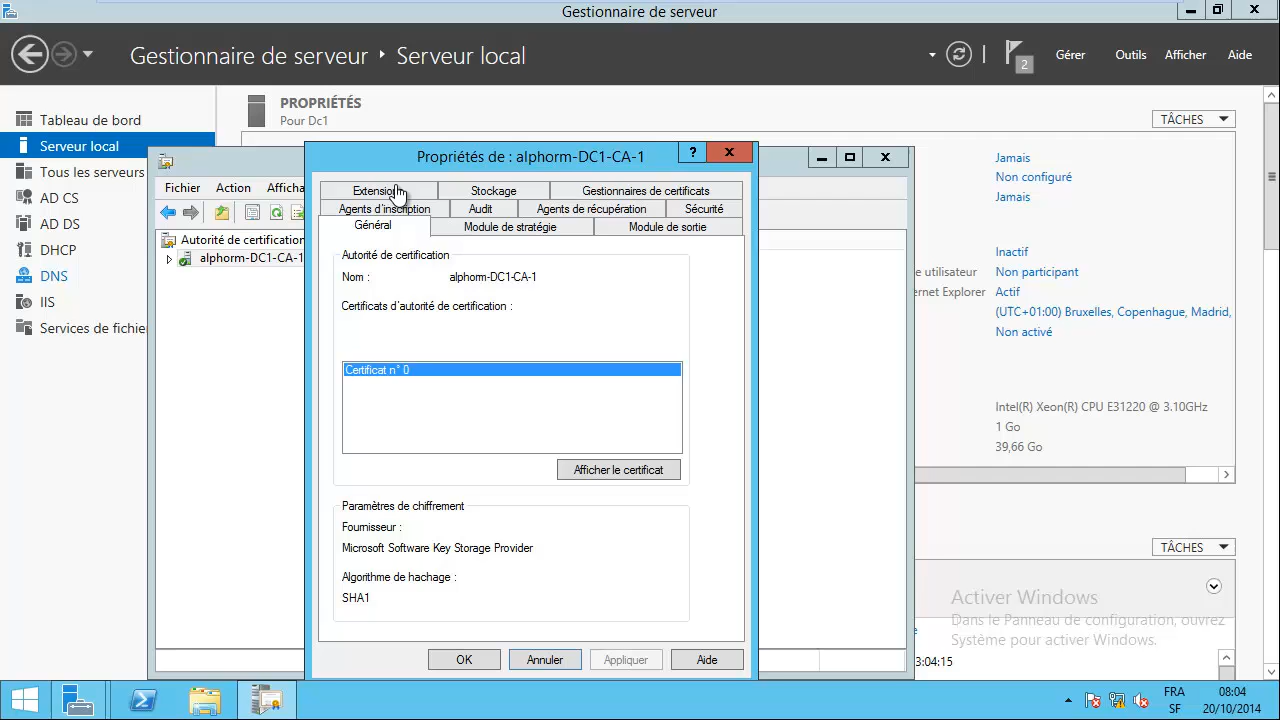 Gestionnaire de serveur
Gestionnaire de serveur ‣ Serveur local
2
Gérer
Outils
Afficher
Aide
Tableau de bord
Serveur local
Tous les serveurs
AD CS
AD DS
DHCP
DNS
IIS
Services de fichie
PROPRIÉTÉS
Pour Dc1
TÂCHES
Jamais
Non configuré
Jamais
Inactif
e utilisateur
Non participant
ernet Explorer
Actif
(UTC+01:00) Bruxelles, Copenhague, Madrid,
Non activé
Intel(R) Xeon(R) CPU E31220 @ 3.10GHz
1 Go
39,66 Go
TÂCHES
e
3:04:15
Activer Windows
Dans le Panneau de configuration, ouvrez
Système pour activer Windows.
Fichier
Action
Afficha
Autorité de certification
alphorm-DC1-CA-1
Propriétés de : alphorm-DC1-CA-1
?
Extensions
Stockage
Gestionnaires de certificats
Agents d'inscription
Audit
Agents de récupération
Sécurité
Général
Module de stratégie
Module de sortie
Autorité de certification
Nom :
alphorm-DC1-CA-1
Certificats d'autorité de certification :
Certificat n° 0
Afficher le certificat
Paramètres de chiffrement
Fournisseur :
Microsoft Software Key Storage Provider
Algorithme de hachage :
SHA1
OK
Annuler
Appliquer
Aide
FRA
SF
08:04
20/10/2014